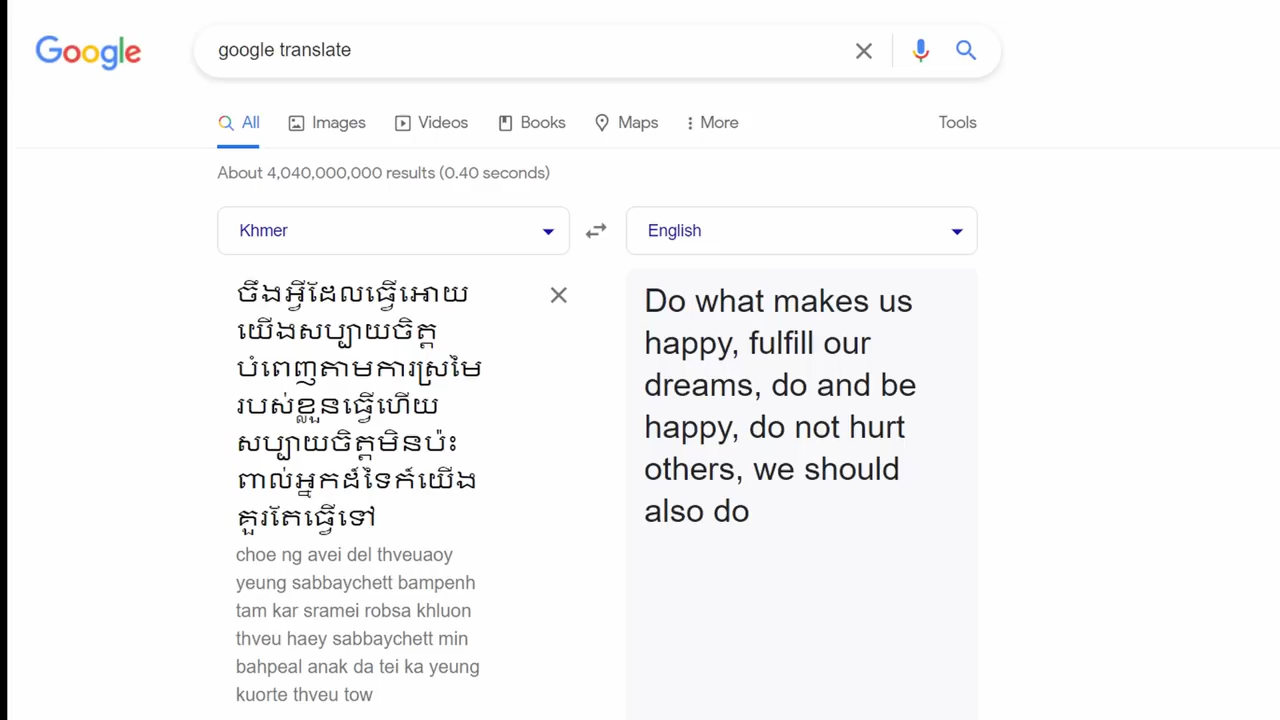 Google
google translate
All Images Videos Books Maps More Tools
About 4,040,000,000 results (0.40 seconds)
Khmer English
ចឹងអ្វីដែលធ្វើអោយ
យើងសប្បាយចិត្ត
បំពេញតាមការស្រមៃ
របស់ខ្លួនធ្វើហើយ
សប្បាយចិត្តមិនប៉ះ
ពាល់អ្នកដ៍ទៃក៍យើង
គួរតែធ្វើទៅ
choe ng avei del thveuaoy
yeung sabbaychett bampenh
tam kar sramei robsa khluon
thveu haey sabbaychett min
bahpeal anak da tei ka yeung
kuorte thveu tow
Do what makes us
happy, fulfill our
dreams, do and be
happy, do not hurt
others, we should
also do